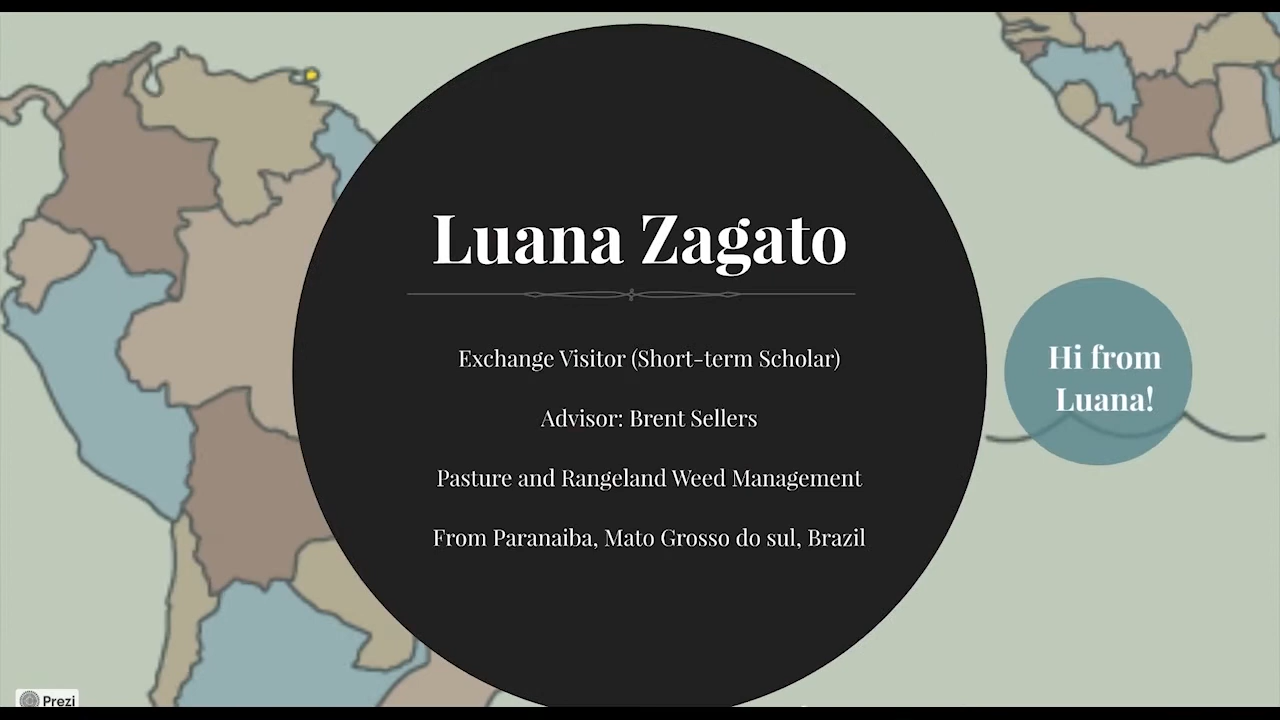 Luana Zagato
Exchange Visitor (Short-term Scholar)
Advisor: Brent Sellers
Pasture and Rangeland Weed Management
From Paranaiba, Mato Grosso do sul, Brazil
Hi from
Luana!
Prezi